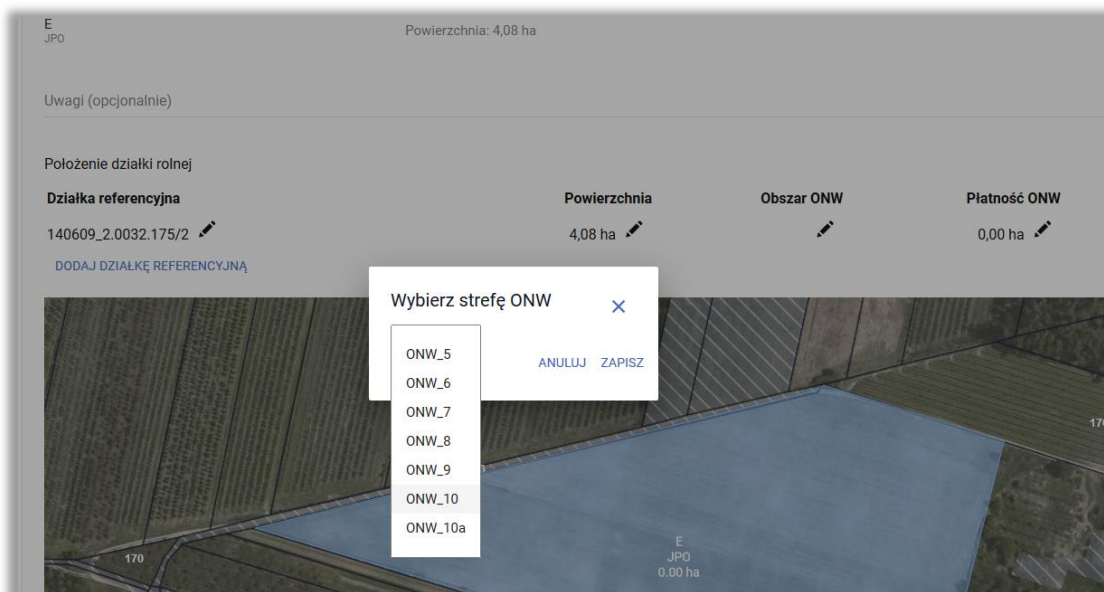 E
JPO
Powierzchnia: 4,08 ha
Uwagi (opcjonalnie)
Położenie działki rolnej
Działka referencyjna Powierzchnia Obszar ONW Płatność ONW
140609_2.0032.175/2 4,08 ha 0,00 ha
DODAJ DZIAŁKĘ REFERENCYJNĄ
Wybierz strefę ONW
ANULUJ ZAPISZ
ONW_5
ONW_6
ONW_7
ONW_8
ONW_9
ONW_10
ONW_10a
170
E
JPO
0.00 ha